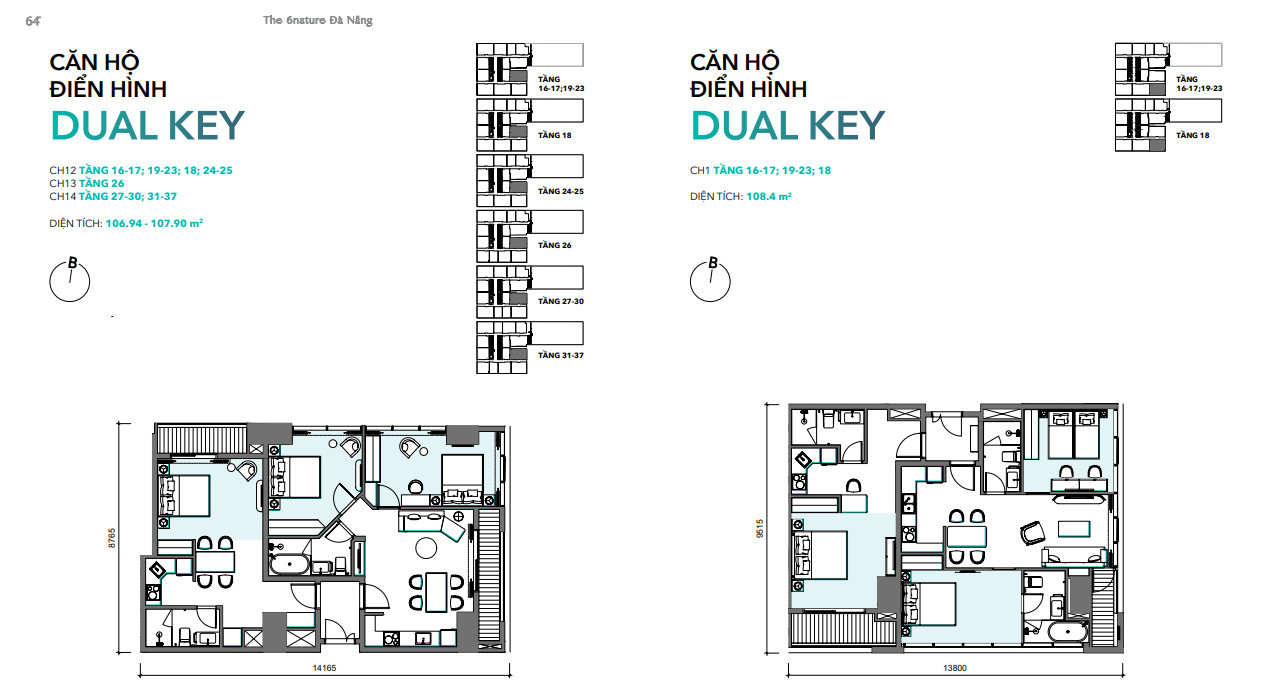 64
The 6nature Đà Nẵng
CĂN HỘ
ĐIỂN HÌNH
DUAL KEY
CH12 TẦNG 16-17; 19-23; 18; 24-25
CH13 TẦNG 26
CH14 TẦNG 27-30; 31-37
DIỆN TÍCH: 106.94 - 107.90 m²
B
TẦNG
16-17;19-23
TẦNG 18
TẦNG 24-25
TẦNG 26
TẦNG 27-30
TẦNG 31-37
8765
14165
CĂN HỘ
ĐIỂN HÌNH
DUAL KEY
CH1 TẦNG 16-17; 19-23; 18
DIỆN TÍCH: 108.4 m²
B
TẦNG
16-17;19-23
TẦNG 18
9515
13800